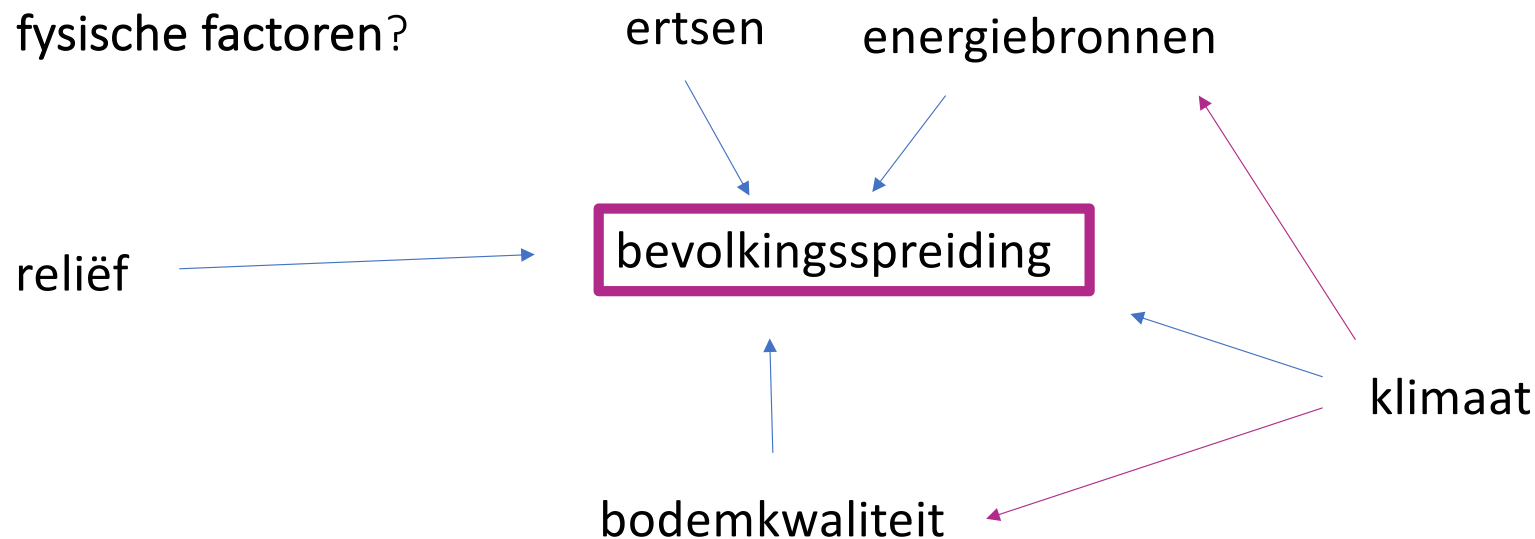 fysische factoren?
ertsen
energiebronnen
bevolkingsspreiding
reliëf
klimaat
bodemkwaliteit